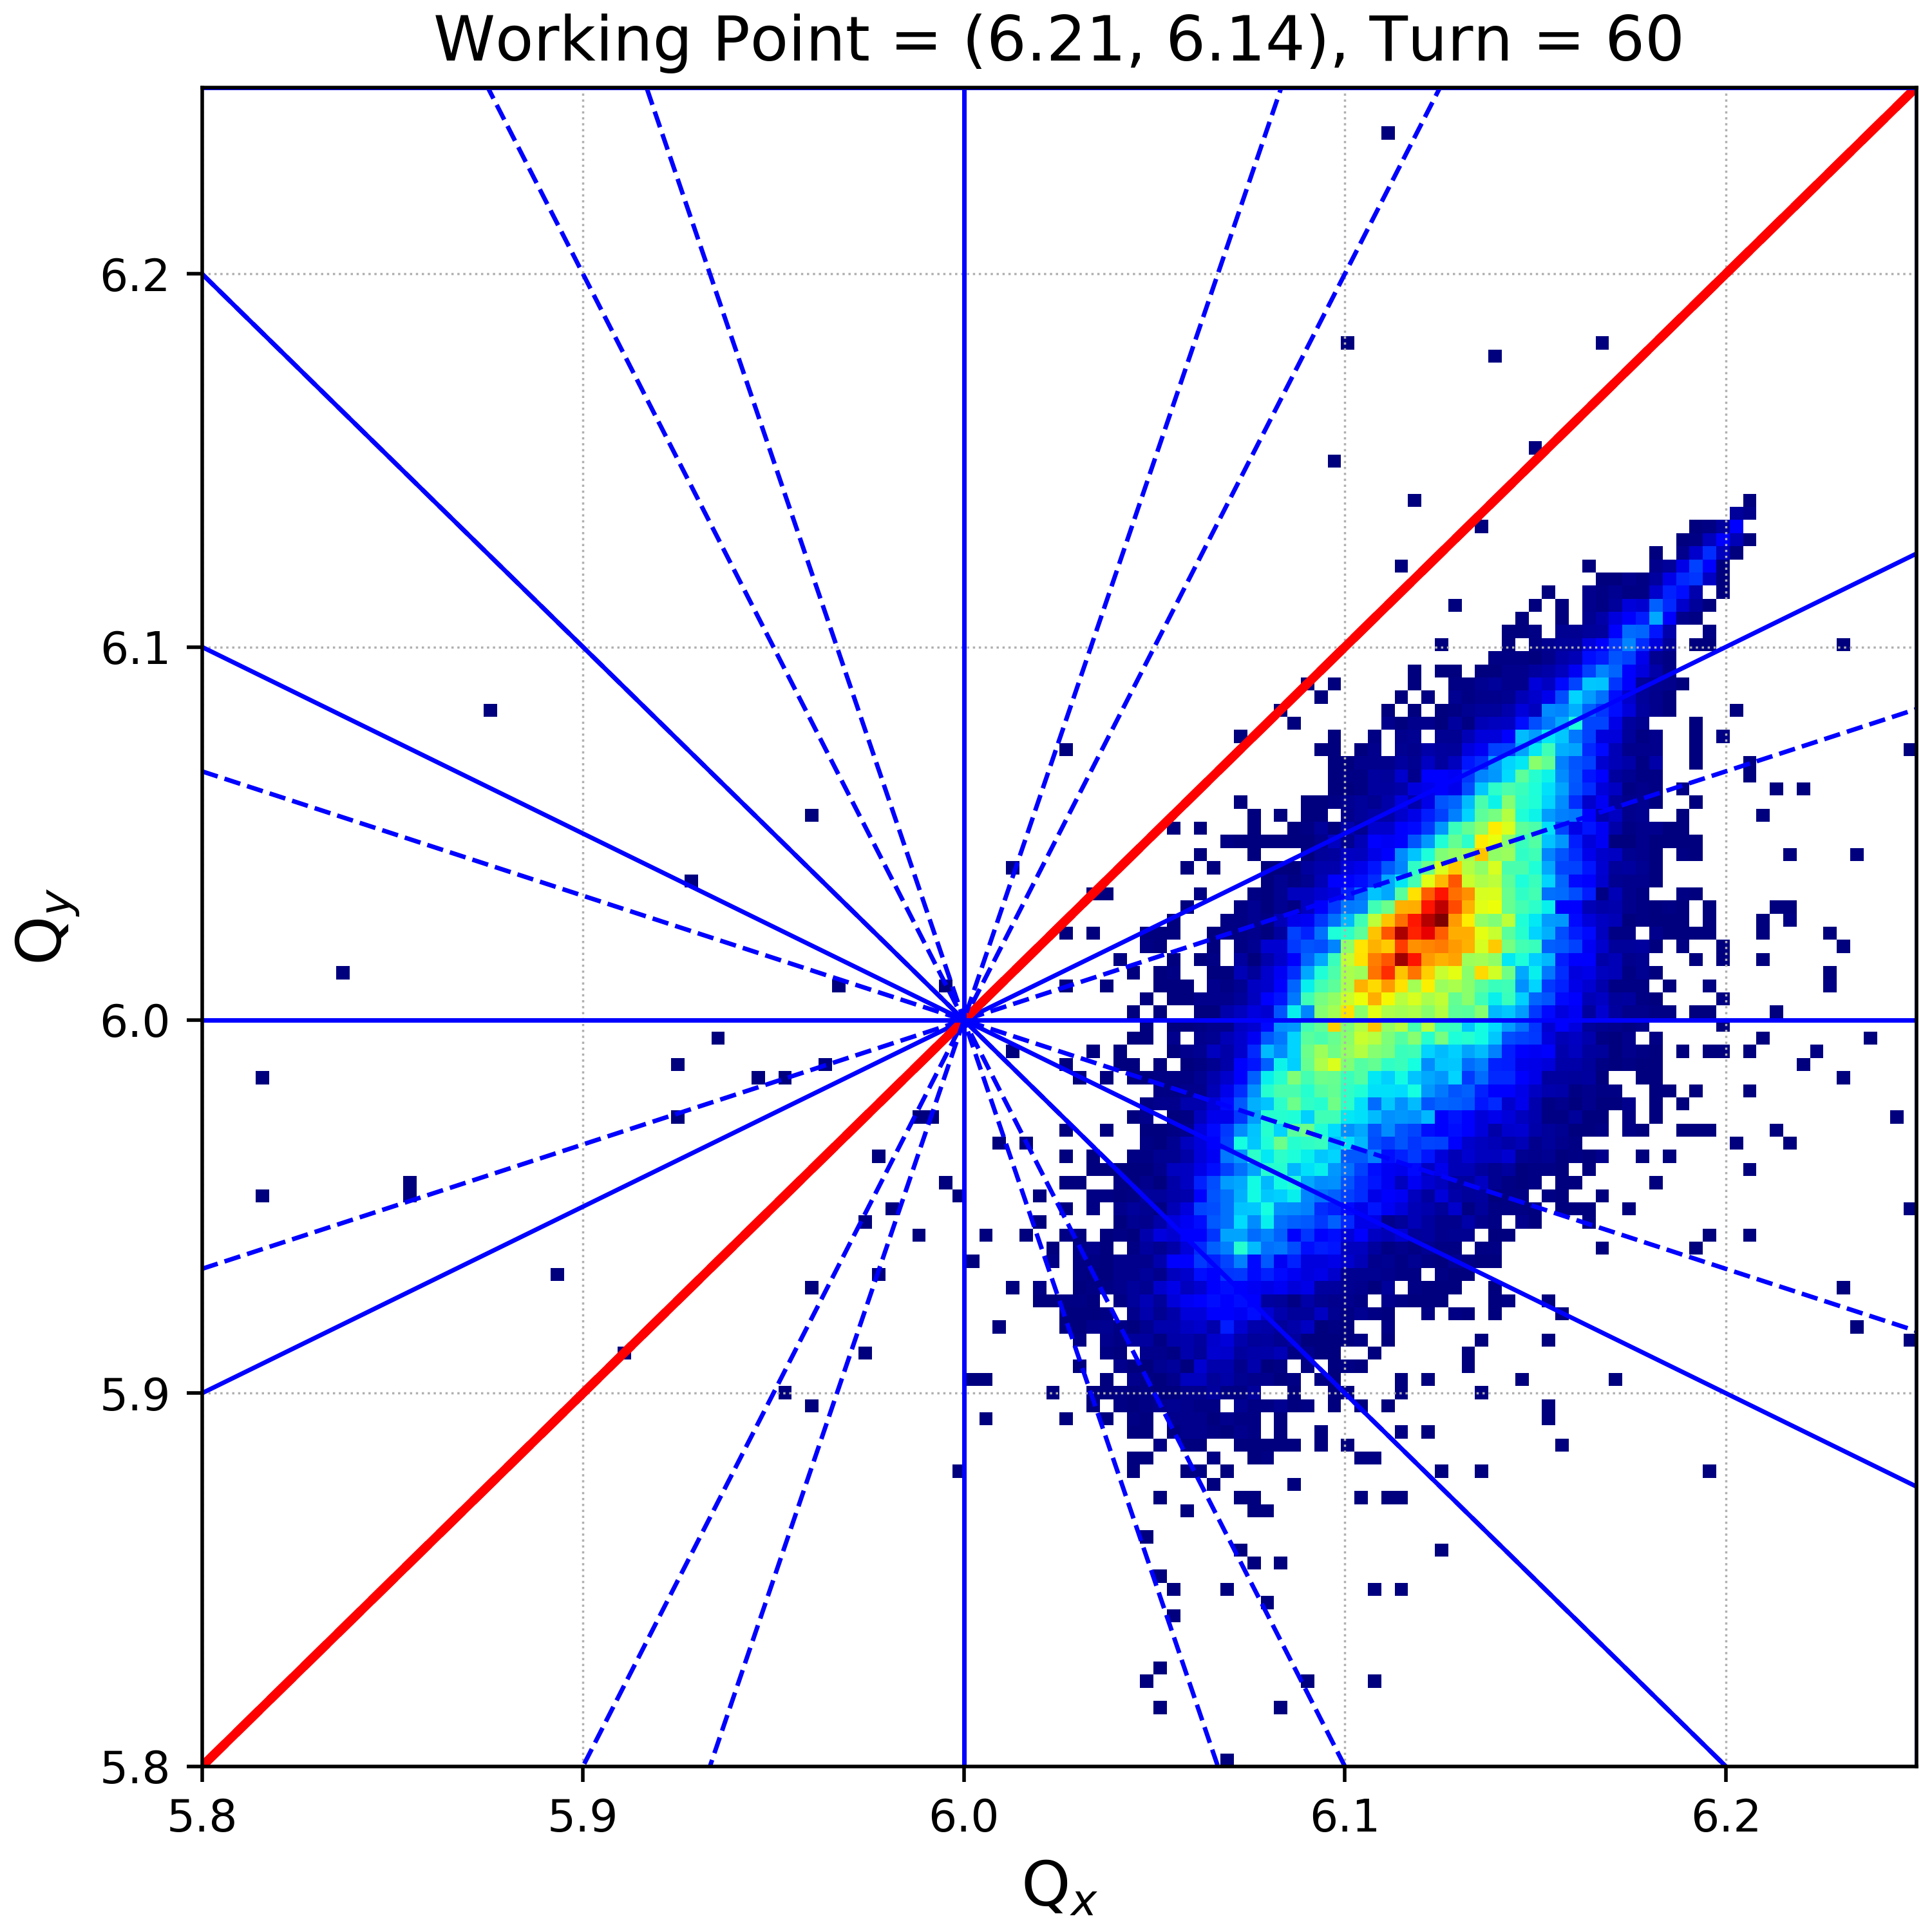 Working Point = (6.21, 6.14), Turn = 60
6.2
6.1
6.0
5.9
5.8
Qy
5.8 5.9 6.0 6.1 6.2
Qx